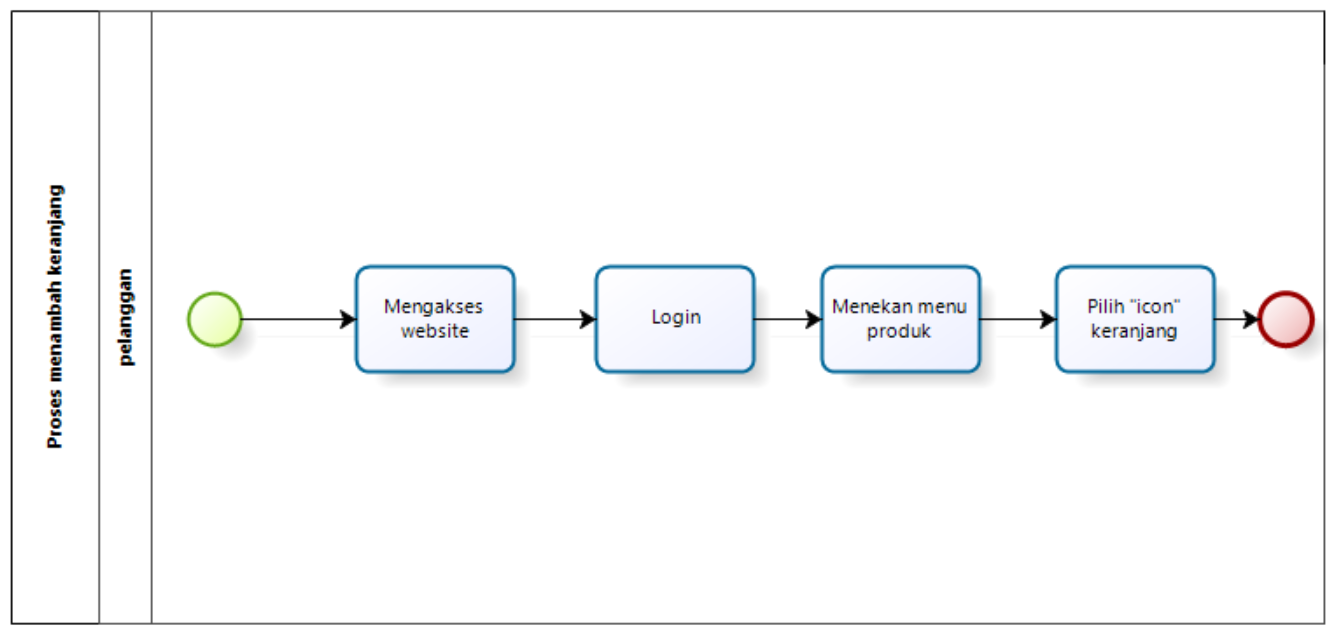 Proses menambah keranjang
pelanggan
Mengakses
website
Login
Menekan menu
produk
Pilih "icon"
keranjang